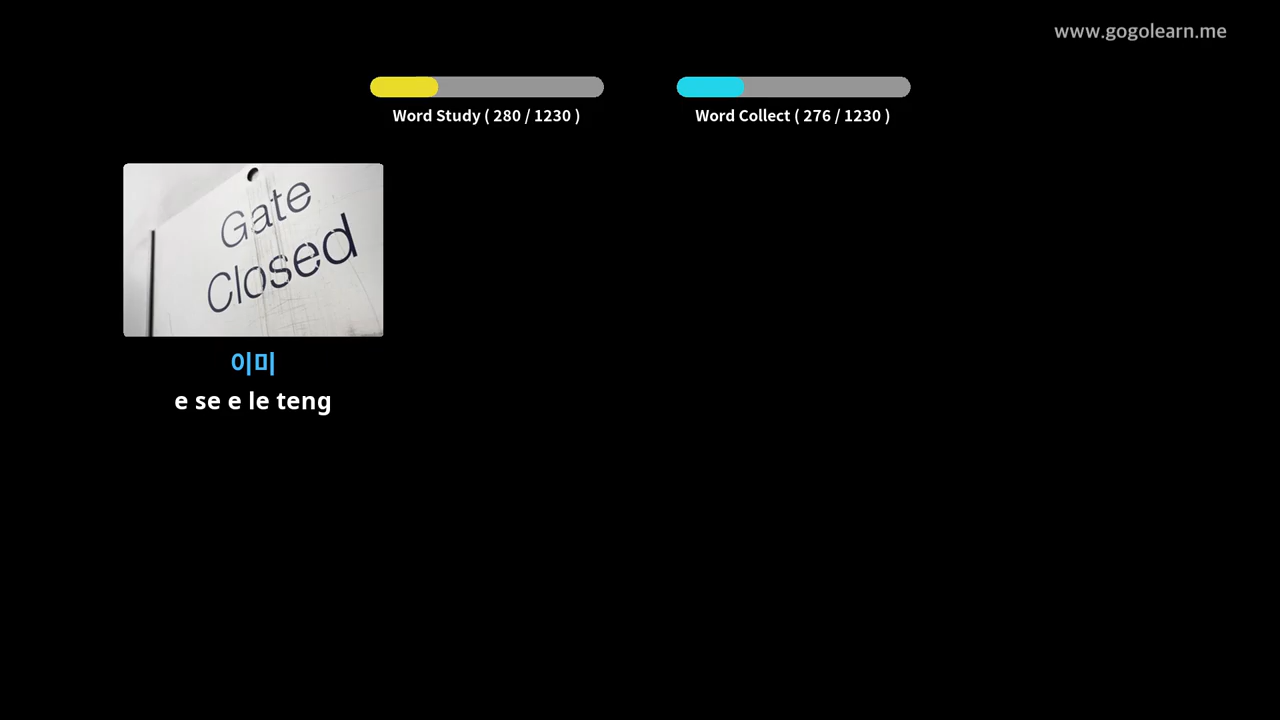 www.gogolearn.me
Word Study ( 280 / 1230 )
Word Collect ( 276 / 1230 )
Gate
Closed
이미
e se e le teng